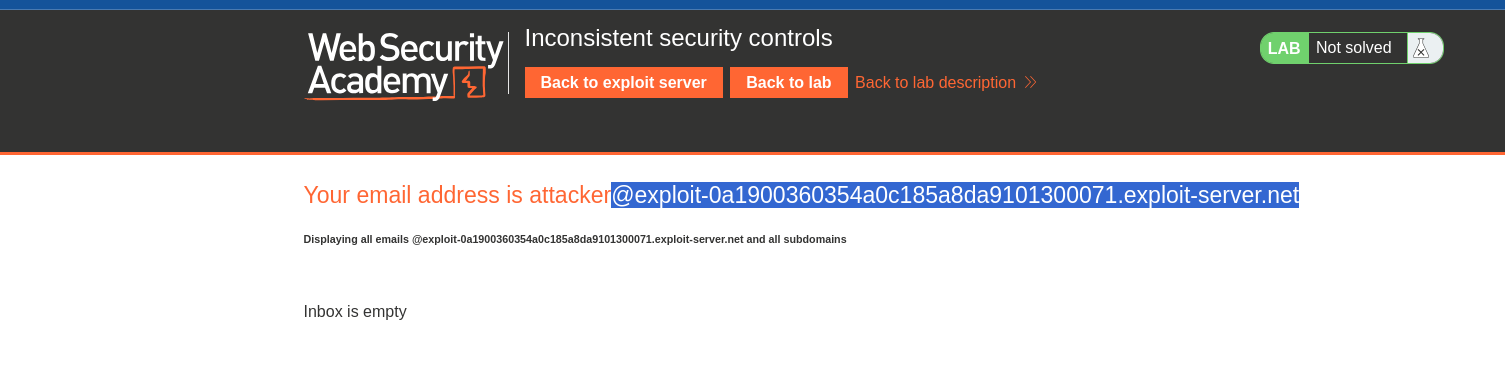 WebSecurity
Academy
Inconsistent security controls
Back to exploit server
Back to lab
Back to lab description
LAB
Not solved
Your email address is attacker@exploit-0a1900360354a0c185a8da9101300071.exploit-server.net
Displaying all emails @exploit-0a1900360354a0c185a8da9101300071.exploit-server.net and all subdomains
Inbox is empty